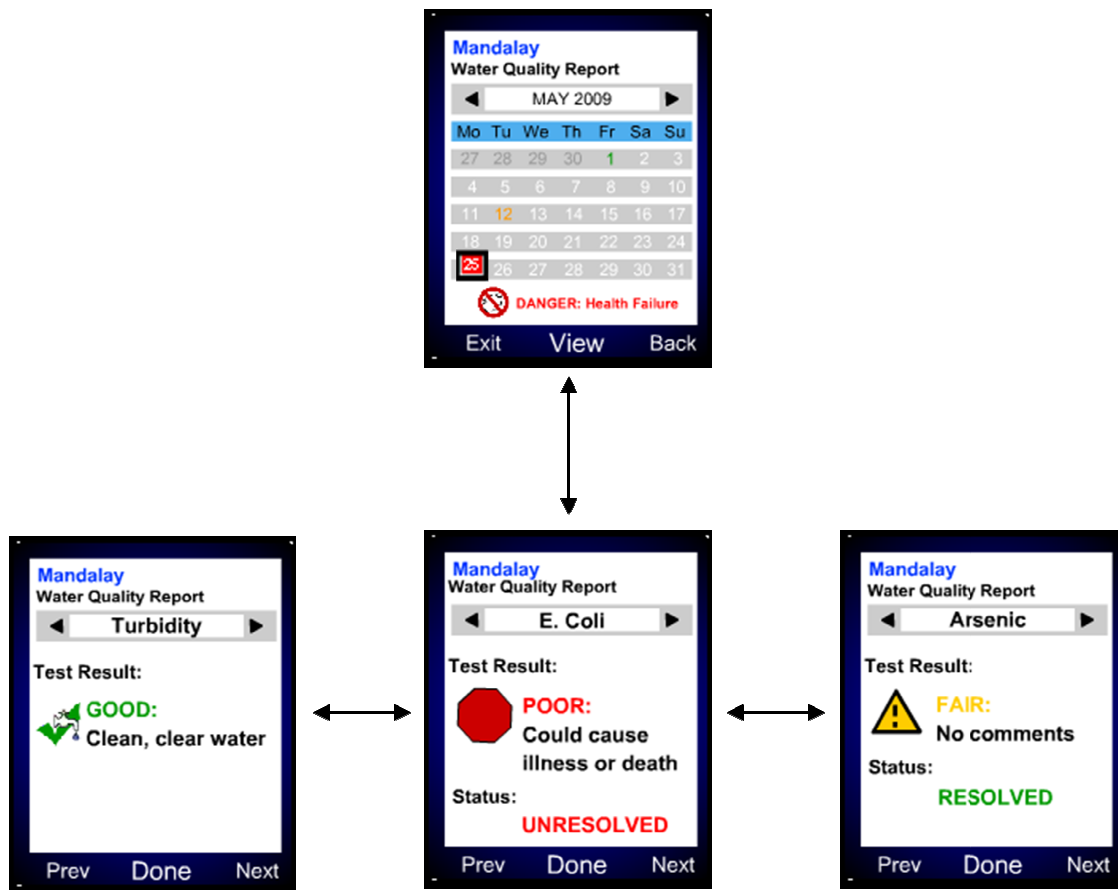 Mandalay
Water Quality Report
MAY 2009
Mo Tu We Th Fr Sa Su
27 28 29 30 1 2 3
4 5 6 7 8 9 10
11 12 13 14 15 16 17
18 19 20 21 22 23 24
25 26 27 28 29 30 31
DANGER: Health Failure
Exit View Back
Mandalay
Water Quality Report
Turbidity
Test Result:
GOOD:
Clean, clear water
Prev Done Next
Mandalay
Water Quality Report
E. Coli
Test Result:
POOR:
Could cause
illness or death
Status:
UNRESOLVED
Prev Done Next
Mandalay
Water Quality Report
Arsenic
Test Result:
FAIR:
No comments
Status:
RESOLVED
Prev Done Next